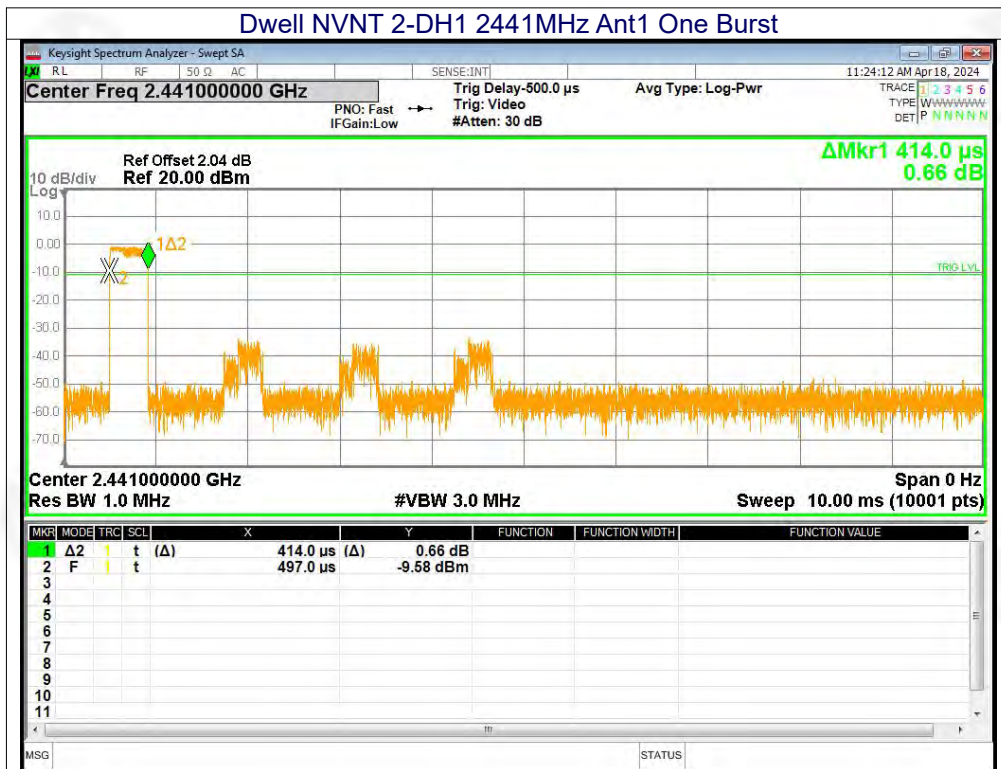 Dwell NVNT 2-DH1 2441MHz Ant1 One Burst
Keysight Spectrum Analyzer - Swept SA
LXI RL RF 50 Ω AC SENSE:INT 11:24:12 AM Apr 18, 2024
Center Freq 2.441000000 GHz Trig Delay-500.0 µs Avg Type: Log-Pwr TRACE 1 2 3 4 5 6
PNO: Fast Trig: Video TYPE WWWWWWW
IFGain:Low #Atten: 30 dB DET P N N N N N
ΔMkr1 414.0 µs
0.66 dB
Ref Offset 2.04 dB
10 dB/div Ref 20.00 dBm
Log
10.0
0.00
1Δ2
-10.0
2
TRIG LVL
-20.0
-30.0
-40.0
-50.0
-60.0
-70.0
Center 2.441000000 GHz Span 0 Hz
Res BW 1.0 MHz #VBW 3.0 MHz Sweep 10.00 ms (10001 pts)
MKR MODE TRC SCL X Y FUNCTION FUNCTION WIDTH FUNCTION VALUE
1 Δ2 1 t (Δ) 414.0 µs (Δ) 0.66 dB
2 F 1 t 497.0 µs -9.58 dBm
3
4
5
6
7
8
9
10
11
MSG STATUS